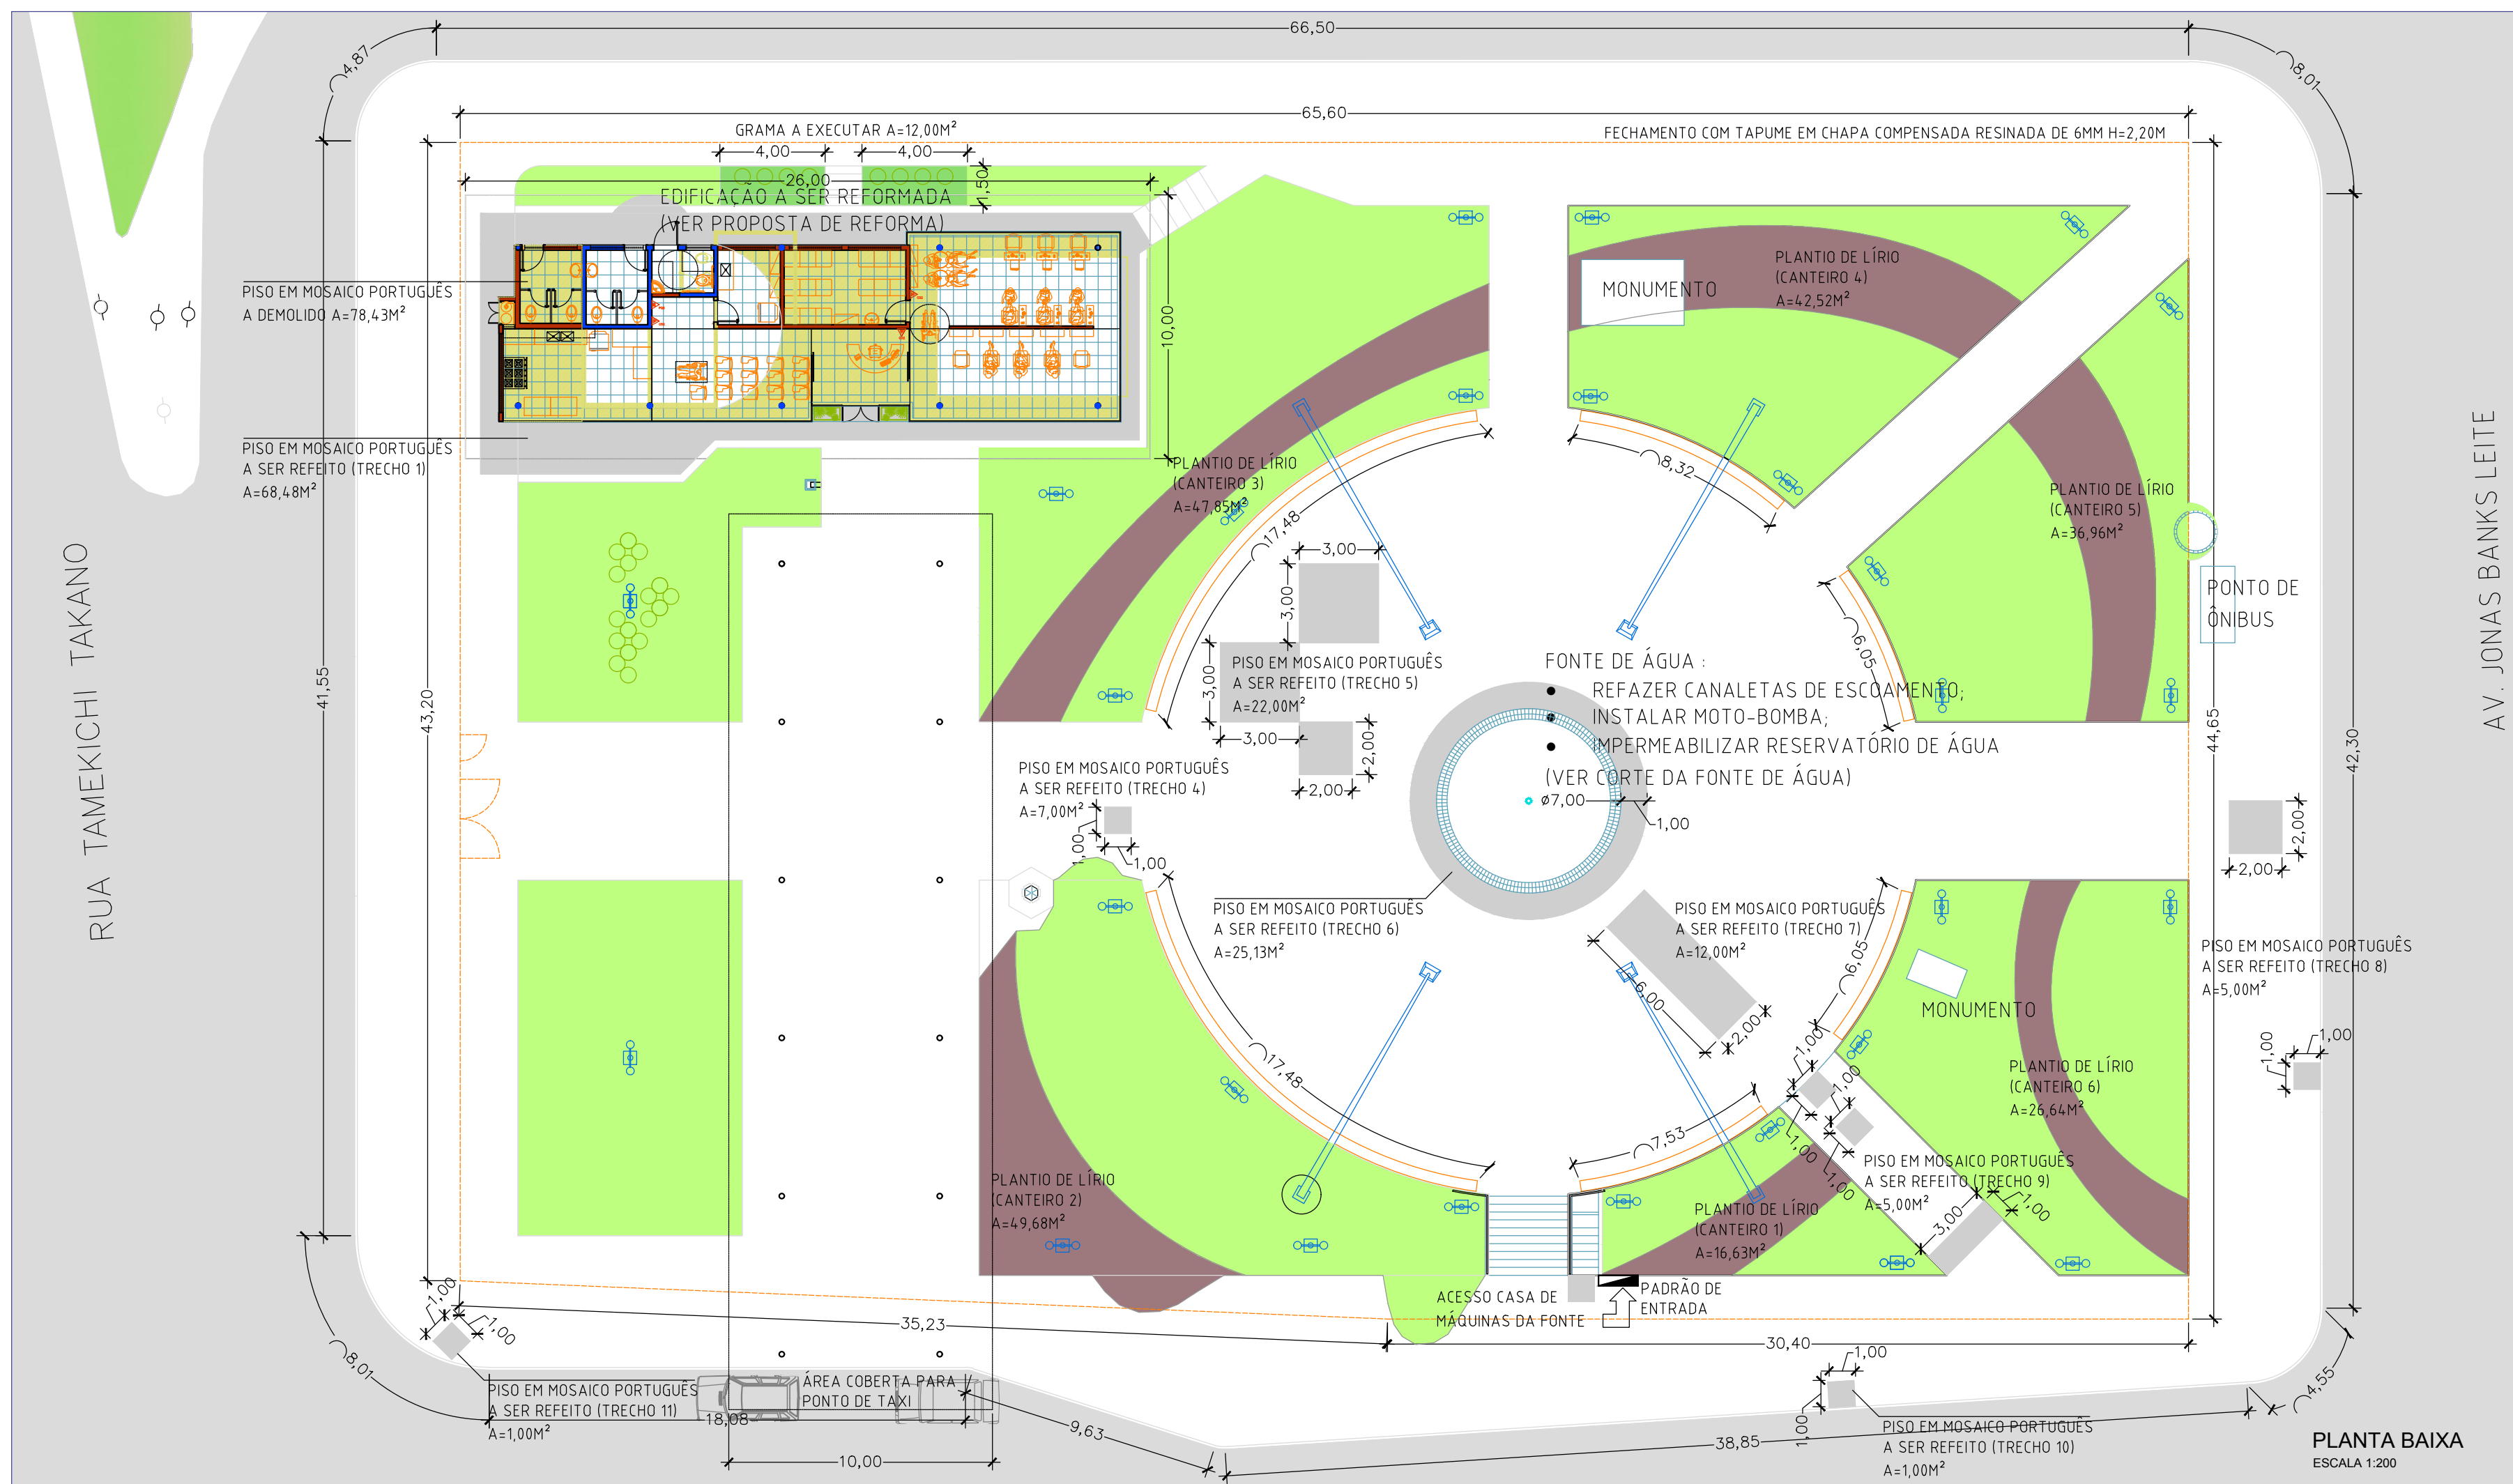 66,50
4,87
8,01
65,60
GRAMA A EXECUTAR A=12,00M²
FECHAMENTO COM TAPUME EM CHAPA COMPENSADA RESINADA DE 6MM H=2,20M
4,00
4,00
26,00
1,50
EDIFICAÇÃO A SER REFORMADA
(VER PROPOSTA DE REFORMA)
PISO EM MOSAICO PORTUGUÊS
A DEMOLIDO A=78,43M²
10,00
MONUMENTO
PLANTIO DE LÍRIO
(CANTEIRO 4)
A=42,52M²
PISO EM MOSAICO PORTUGUÊS
A SER REFEITO (TRECHO 1)
A=68,48M²
PLANTIO DE LÍRIO
(CANTEIRO 3)
A=47,85M²
17,48
8,32
PLANTIO DE LÍRIO
(CANTEIRO 5)
A=36,96M²
RUA TAMEKICHI TAKANO
AV. JONAS BANKS LEITE
41,55
43,20
3,00
3,00
3,00
3,00
2,00
2,00
PISO EM MOSAICO PORTUGUÊS
A SER REFEITO (TRECHO 5)
A=22,00M²
6,05
PONTO DE
ÔNIBUS
FONTE DE ÁGUA :
● REFAZER CANALETAS DE ESCOAMENTO;
● INSTALAR MOTO-BOMBA;
● IMPERMEABILIZAR RESERVATÓRIO DE ÁGUA
(VER CORTE DA FONTE DE ÁGUA)
ø7,00
1,00
44,65
42,30
PISO EM MOSAICO PORTUGUÊS
A SER REFEITO (TRECHO 4)
A=7,00M²
1,00
1,00
2,00
2,00
PISO EM MOSAICO PORTUGUÊS
A SER REFEITO (TRECHO 6)
A=25,13M²
PISO EM MOSAICO PORTUGUÊS
A SER REFEITO (TRECHO 7)
A=12,00M²
6,00
2,00
6,05
PISO EM MOSAICO PORTUGUÊS
A SER REFEITO (TRECHO 8)
A=5,00M²
MONUMENTO
1,00
1,00
17,48
7,53
1,00
1,00
1,00
1,00
PLANTIO DE LÍRIO
(CANTEIRO 6)
A=26,64M²
PLANTIO DE LÍRIO
(CANTEIRO 2)
A=49,68M²
PLANTIO DE LÍRIO
(CANTEIRO 1)
A=16,63M²
PISO EM MOSAICO PORTUGUÊS
A SER REFEITO (TRECHO 9)
A=5,00M²
3,00
1,00
ACESSO CASA DE
MÁQUINAS DA FONTE
PADRÃO DE
ENTRADA
1,00
1,00
35,23
30,40
8,01
PISO EM MOSAICO PORTUGUÊS
A SER REFEITO (TRECHO 11)
A=1,00M²
18,08
ÁREA COBERTA PARA
PONTO DE TAXI
10,00
9,63
38,85
1,00
1,00
4,55
PISO EM MOSAICO PORTUGUÊS
A SER REFEITO (TRECHO 10)
A=1,00M²
PLANTA BAIXA
ESCALA 1:200